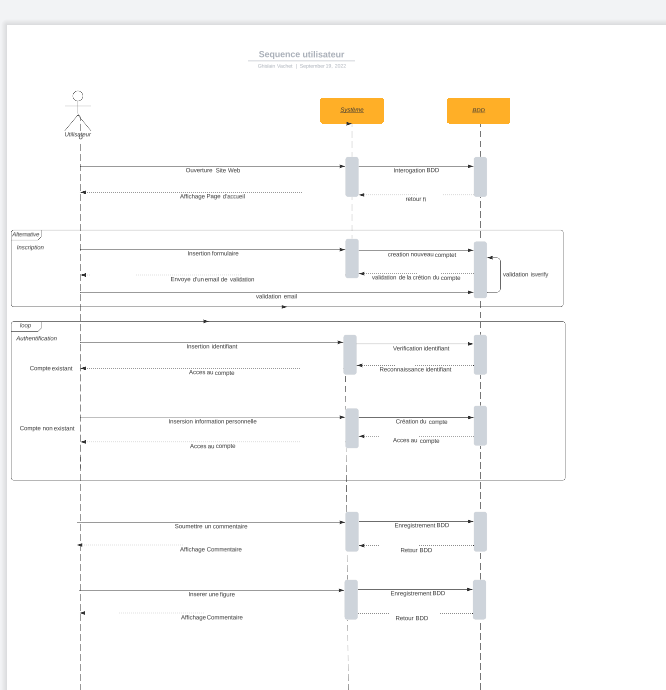 Sequence utilisateur
Ghislain Vachet | September 26, 2022
Système
BDD
Utilisateur
Ouverture Site Web
Interogation BDD
Affichage Page d'accueil
retour n
Alternative
Inscription
Insertion formulaire
creation nouveau comptet
Envoye d'un email de validation
validation de la crétion du compte
validation isverify
validation email
loop
Authentification
Insertion identifiant
Verification identifiant
Compte existant
Acces au compte
Reconnaissance identifiant
Insersion information personnelle
Création du compte
Compte non existant
Acces au compte
Acces au compte
Soumettre un commentaire
Enregistrement BDD
Affichage Commentaire
Retour BDD
Inserer une figure
Enregistrement BDD
Affichage Commentaire
Retour BDD